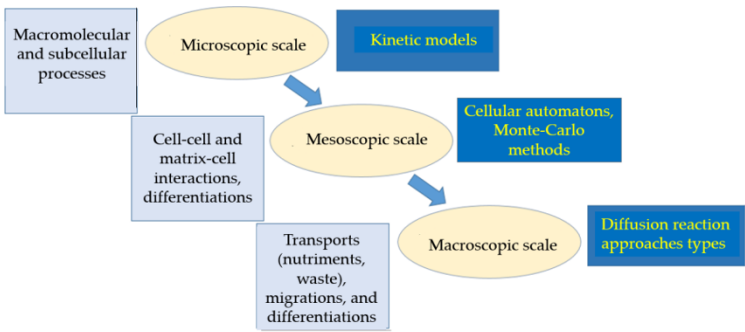 Macromolecular
and subcellular
processes
Microscopic scale
Kinetic models
Cell-cell and
matrix-cell
interactions,
differentiations
Mesoscopic scale
Cellular automatons,
Monte-Carlo
methods
Transports
(nutriments,
waste),
migrations, and
differentiations
Macroscopic scale
Diffusion reaction
approaches types